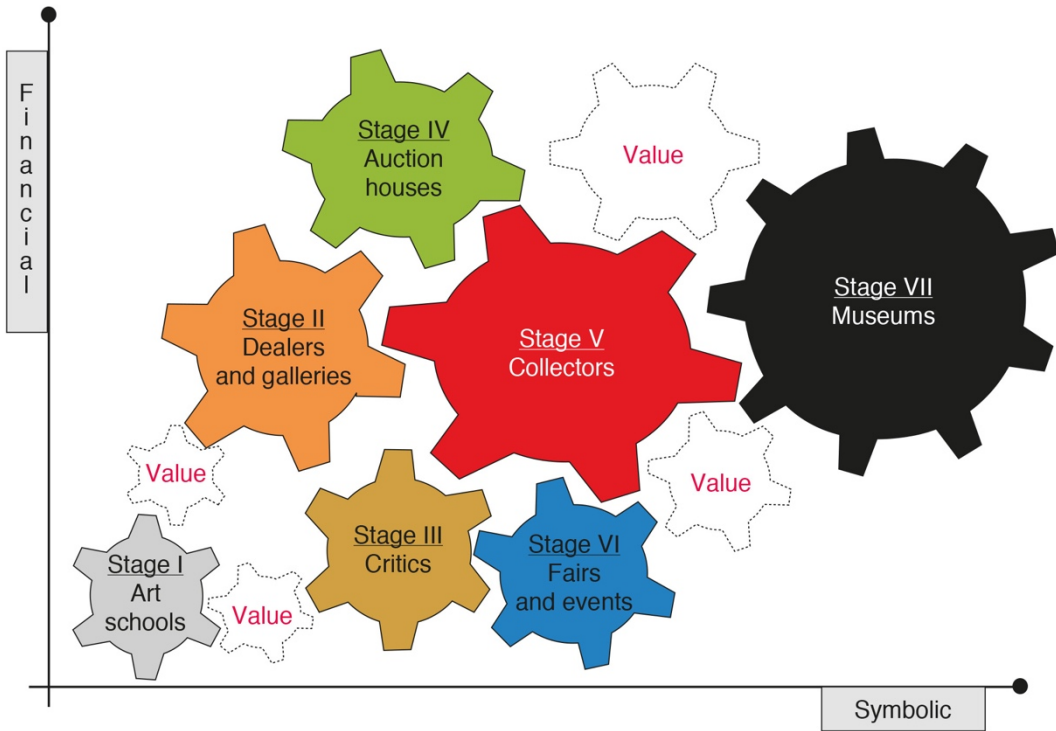 Financial
Stage IV
Auction
houses
Value
Stage VII
Museums
Stage II
Dealers
and galleries
Stage V
Collectors
Value
Value
Stage III
Critics
Stage VI
Fairs
and events
Stage I
Art
schools
Value
Symbolic